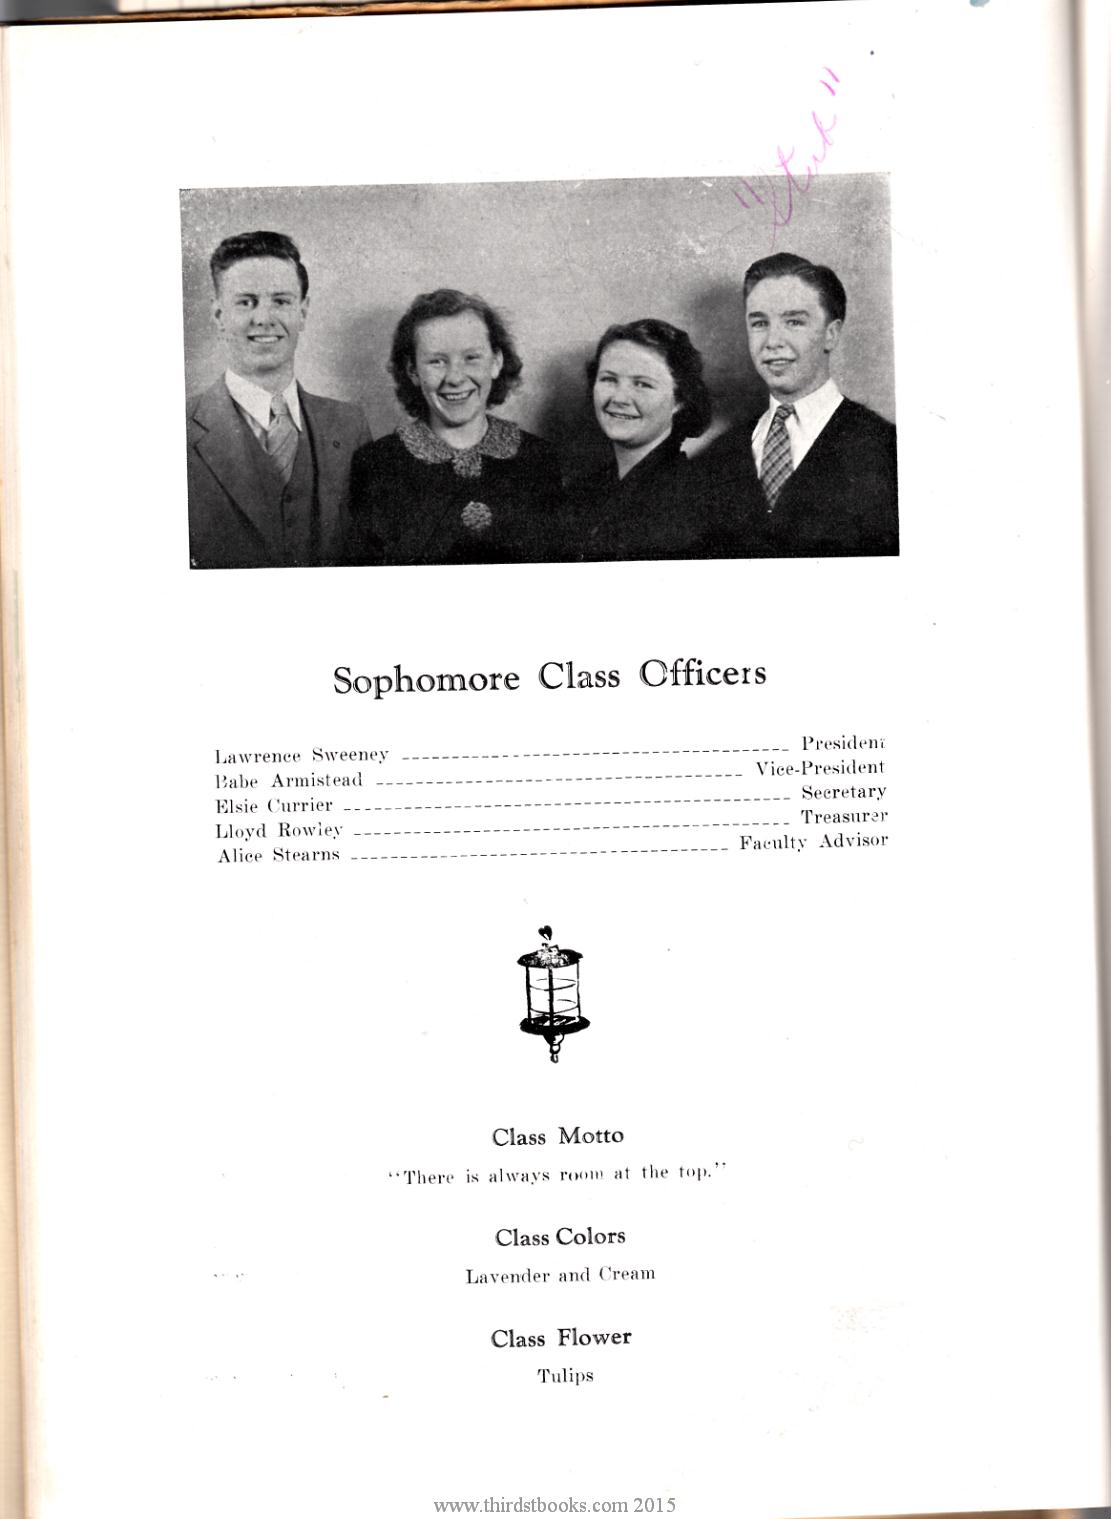 "Stub"
Sophomore Class Officers
Lawrence Sweeney ---------------------------------------- President
Babe Armistead -------------------------------------- Vice-President
Elsie Currier ---------------------------------------------- Secretary
Lloyd Rowley --------------------------------------------- Treasurer
Alice Stearns --------------------------------------- Faculty Advisor
Class Motto
"There is always room at the top."
Class Colors
Lavender and Cream
Class Flower
Tulips
www.thirdstbooks.com 2015